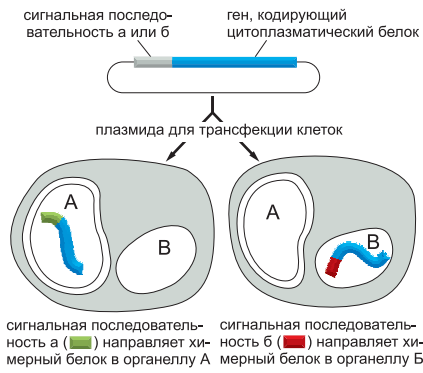 сигнальная последо-
вательность а или б
ген, кодирующий
цитоплазматический белок
плазмида для трансфекции клеток
А
В
А
В
сигнальная последователь-
ность а ( ) направляет хи-
мерный белок в органеллу А
сигнальная последователь-
ность б ( ) направляет хи-
мерный белок в органеллу Б